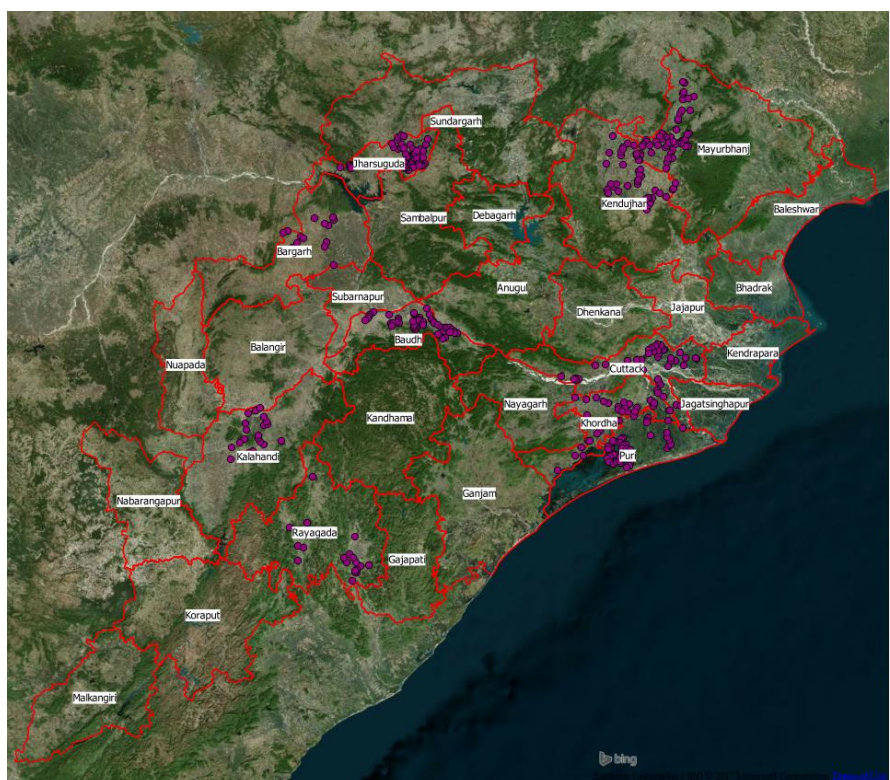 Sundargarh
Mayurbhanj
Jharsuguda
Kendujhar
Baleshwar
Sambalpur
Debagarh
Bargarh
Anugul
Bhadrak
Subarnapur
Dhenkanal
Jajapur
Baudh
Balangir
Kendrapara
Nuapada
Cuttack
Nayagarh
Jagatsinghapur
Kandhamal
Khordha
Kalahandi
Puri
Nabarangapur
Ganjam
Rayagada
Gajapati
Koraput
Malkangiri
bing